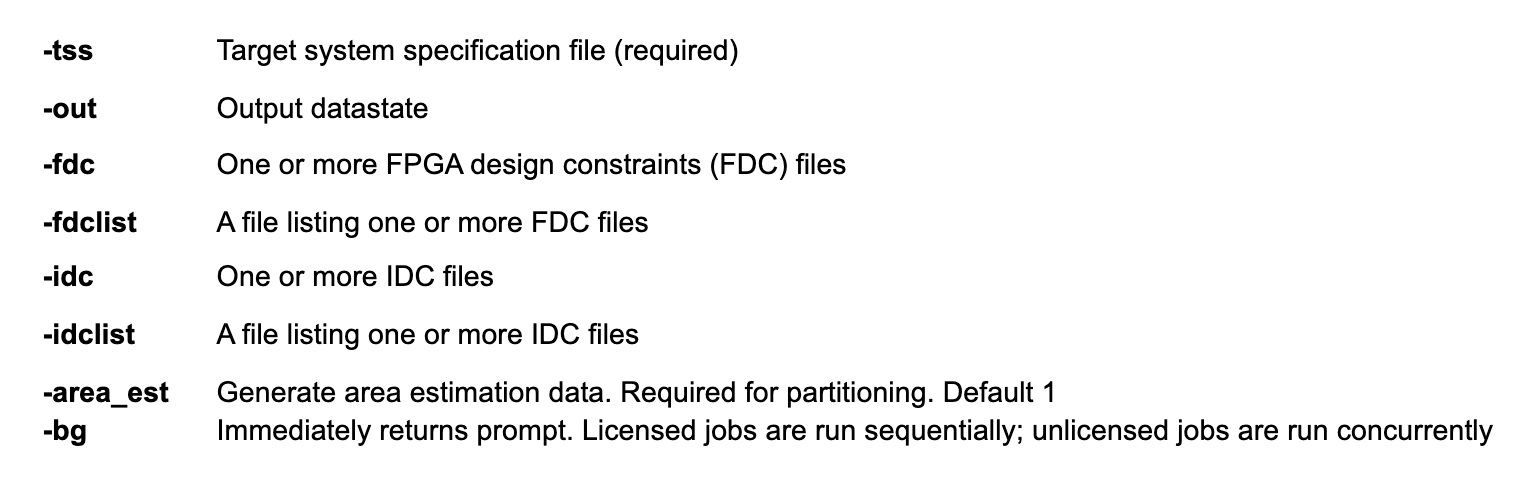 -tss Target system specification file (required)
-out Output datastate
-fdc One or more FPGA design constraints (FDC) files
-fdclist A file listing one or more FDC files
-idc One or more IDC files
-idclist A file listing one or more IDC files
-area_est Generate area estimation data. Required for partitioning. Default 1
-bg Immediately returns prompt. Licensed jobs are run sequentially; unlicensed jobs are run concurrently